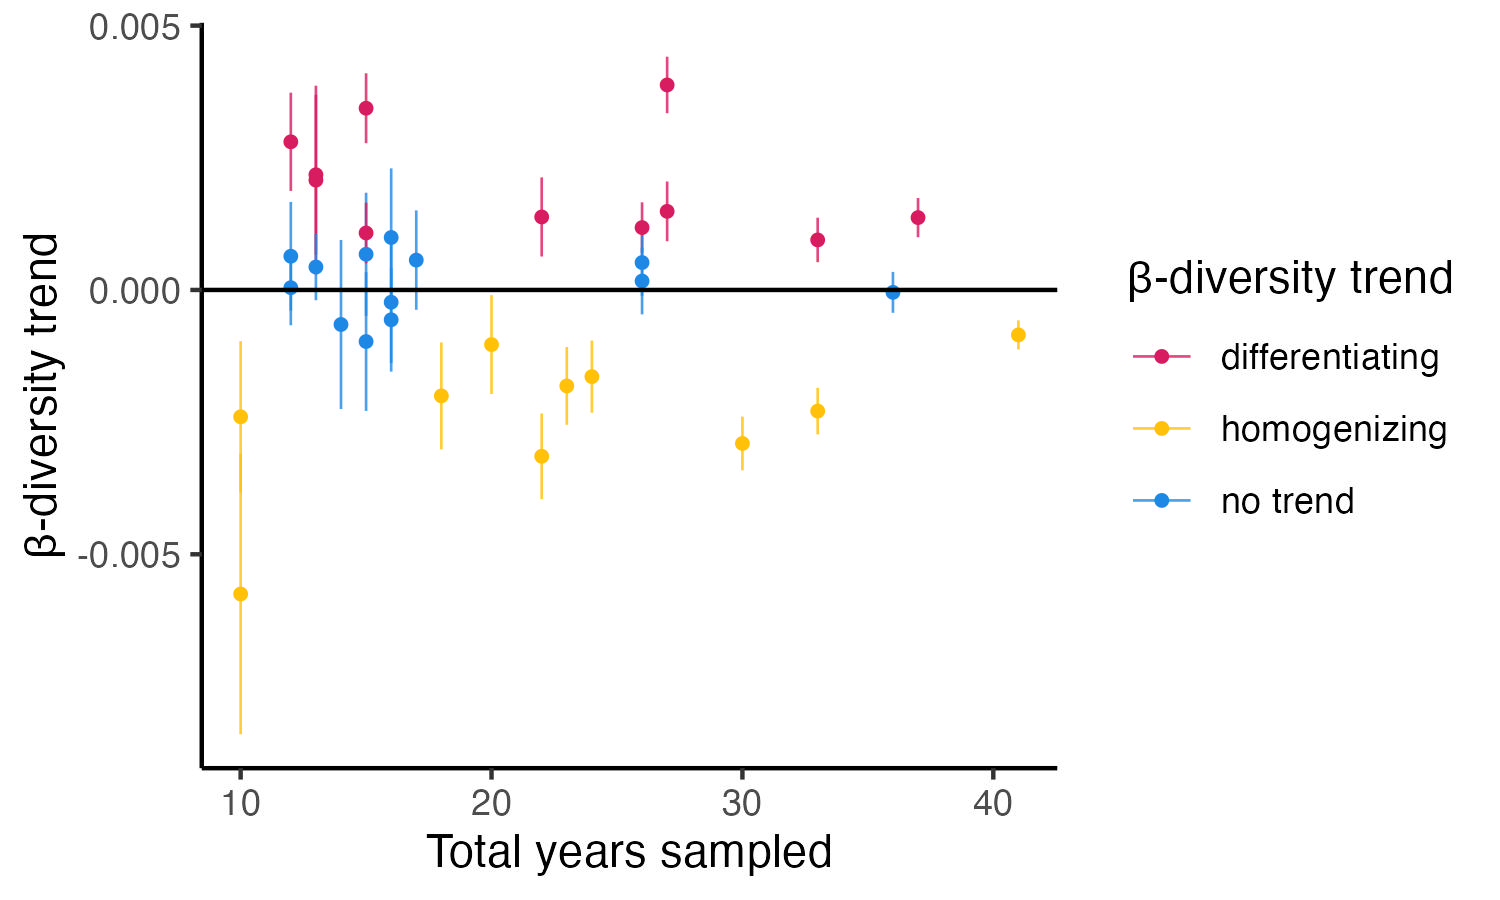 0.005
0.000
-0.005
β-diversity trend
10 20 30 40
Total years sampled
β-diversity trend
differentiating
homogenizing
no trend